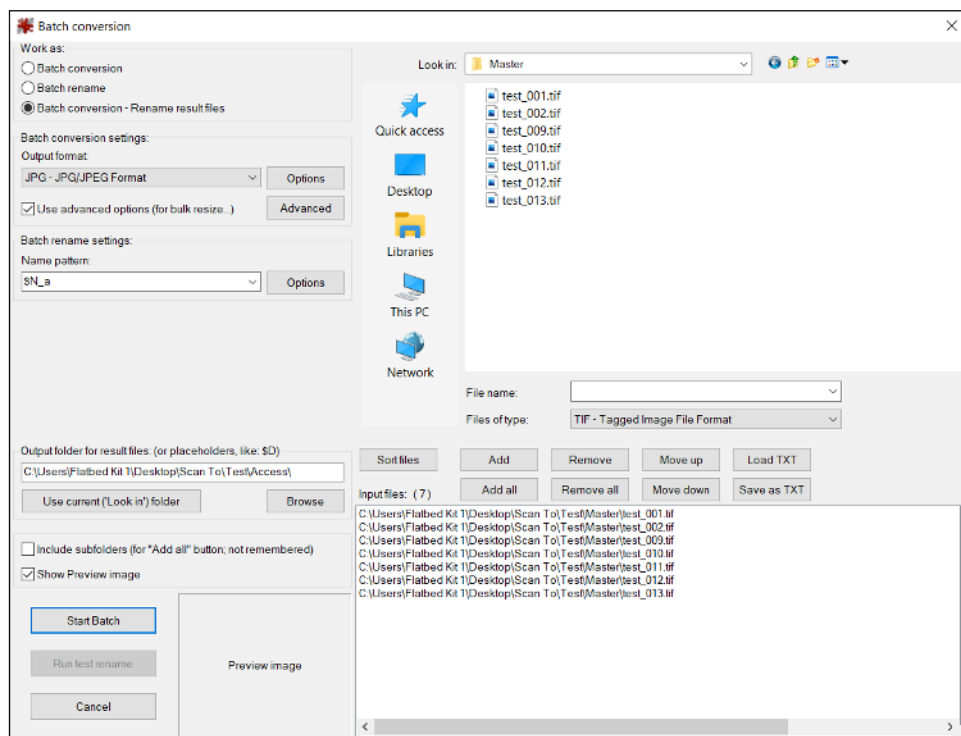 Batch conversion
Work as:
Batch conversion
Batch rename
Batch conversion - Rename result files
Batch conversion settings:
Output format:
JPG - JPG/JPEG Format
Options
Use advanced options (for bulk resize...)
Advanced
Batch rename settings:
Name pattern:
$N_a
Options
Look in:
Master
Quick access
Desktop
Libraries
This PC
Network
test_001.tif
test_002.tif
test_009.tif
test_010.tif
test_011.tif
test_012.tif
test_013.tif
File name:
Files of type:
TIF - Tagged Image File Format
Output folder for result files: (or placeholders, like: $D)
C:\Users\Flatbed Kit 1\Desktop\Scan To\Test\Access\
Use current ('Look in') folder
Browse
Include subfolders (for "Add all" button; not remembered)
Show Preview image
Start Batch
Run test rename
Cancel
Preview image
Sort files
Add
Remove
Move up
Load TXT
Input files: ( 7 )
Add all
Remove all
Move down
Save as TXT
C:\Users\Flatbed Kit 1\Desktop\Scan To\Test\Master\test_001.tif
C:\Users\Flatbed Kit 1\Desktop\Scan To\Test\Master\test_002.tif
C:\Users\Flatbed Kit 1\Desktop\Scan To\Test\Master\test_009.tif
C:\Users\Flatbed Kit 1\Desktop\Scan To\Test\Master\test_010.tif
C:\Users\Flatbed Kit 1\Desktop\Scan To\Test\Master\test_011.tif
C:\Users\Flatbed Kit 1\Desktop\Scan To\Test\Master\test_012.tif
C:\Users\Flatbed Kit 1\Desktop\Scan To\Test\Master\test_013.tif